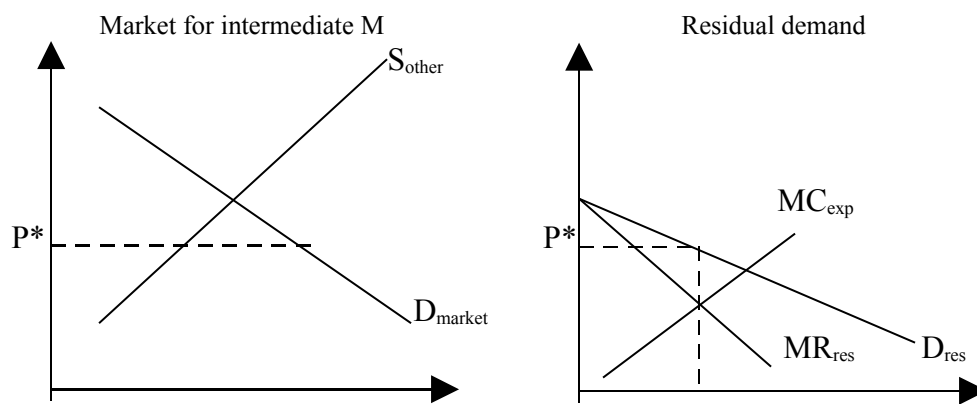 Market for intermediate M
S_other
P*
D_market
Residual demand
MC_exp
P*
MR_res
D_res